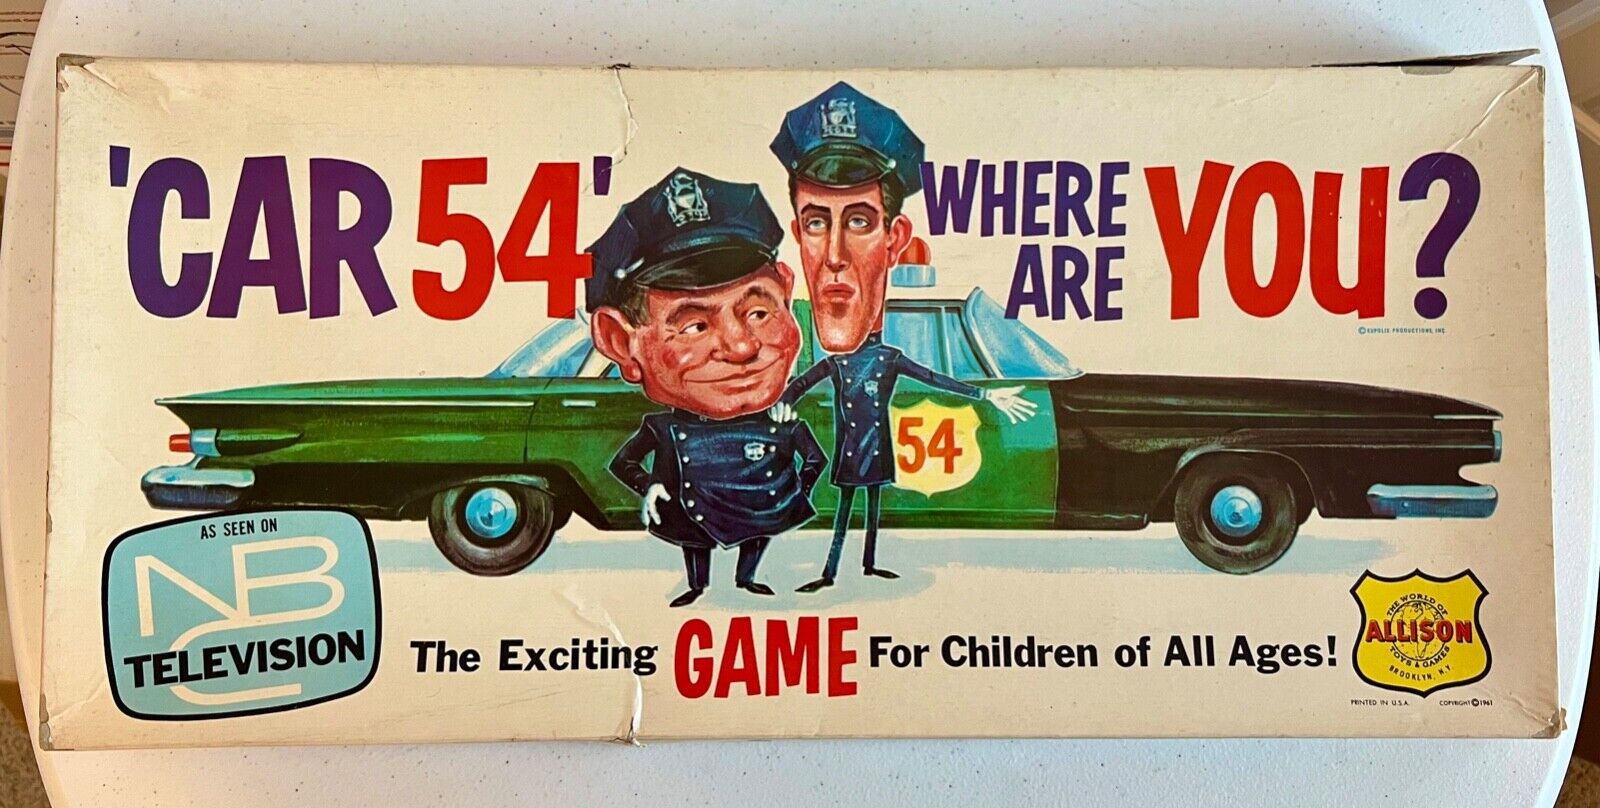 'CAR 54' WHERE ARE YOU?
© EUPOLIS PRODUCTIONS, INC.
54
AS SEEN ON
NBC
TELEVISION
The Exciting GAME For Children of All Ages!
THE WORLD OF
ALLISON
TOYS & GAMES
BROOKLYN, N.Y.
PRINTED IN U.S.A. COPYRIGHT © 1961